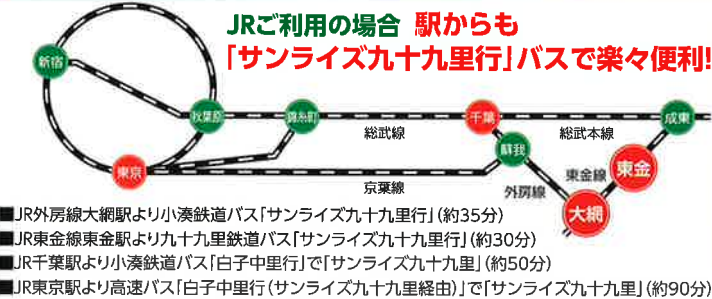 JRご利用の場合 駅からも
「サンライズ九十九里行」バスで楽々便利!
新宿
秋葉原
錦糸町
千葉
成東
総武線
総武本線
蘇我
東京
京葉線
外房線
東金線
東金
大網
■JR外房線大網駅より小湊鉄道バス「サンライズ九十九里行」(約35分)
■JR東金線東金駅より九十九里鉄道バス「サンライズ九十九里行」(約30分)
■JR千葉駅より小湊鉄道バス「白子中里行」で「サンライズ九十九里」(約50分)
■JR東京駅より高速バス「白子中里行(サンライズ九十九里経由)」で「サンライズ九十九里」(約90分)